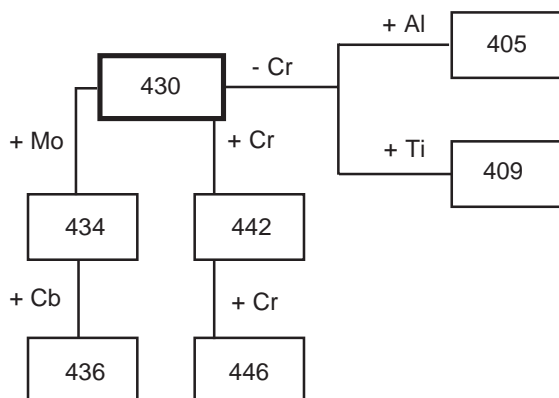 + Al
405
- Cr
430
+ Mo
+ Cr
+ Ti
409
434
442
+ Cb
+ Cr
436
446